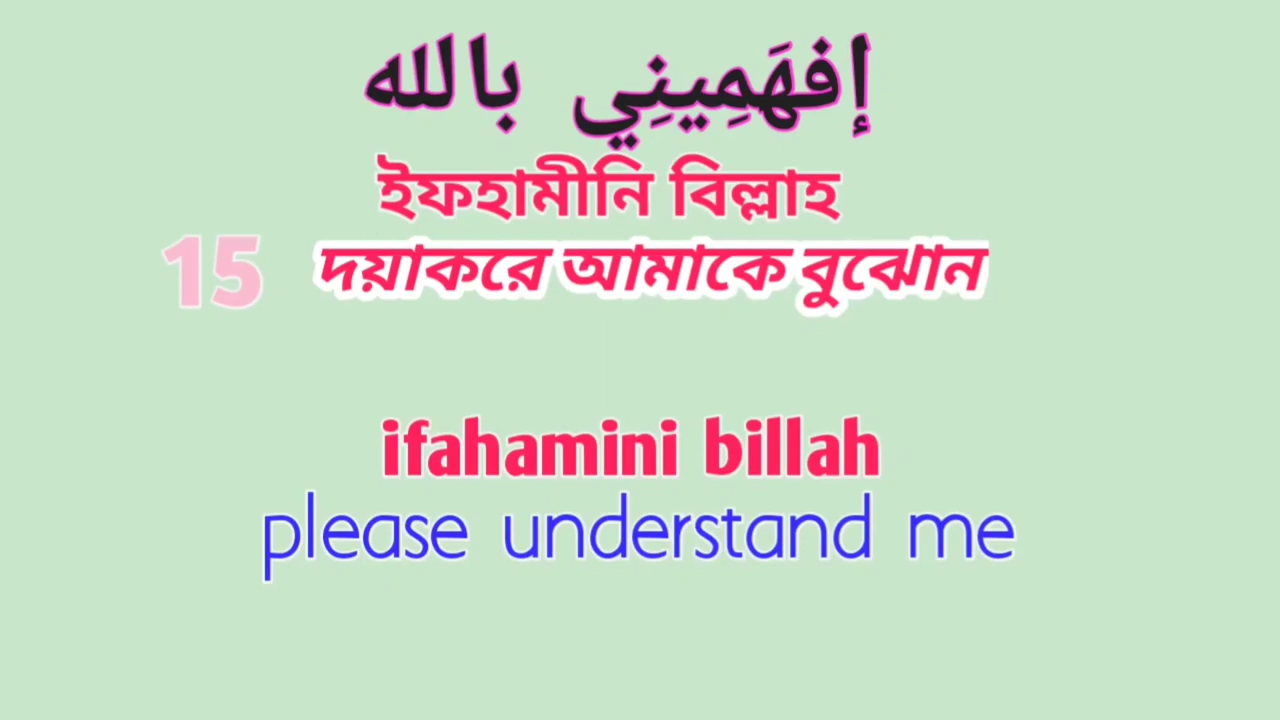 إفهَمِينِي بالله
ইফহামীনি বিল্লাহ
15 দয়াকরে আমাকে বুঝোন
ifahamini billah
please understand me